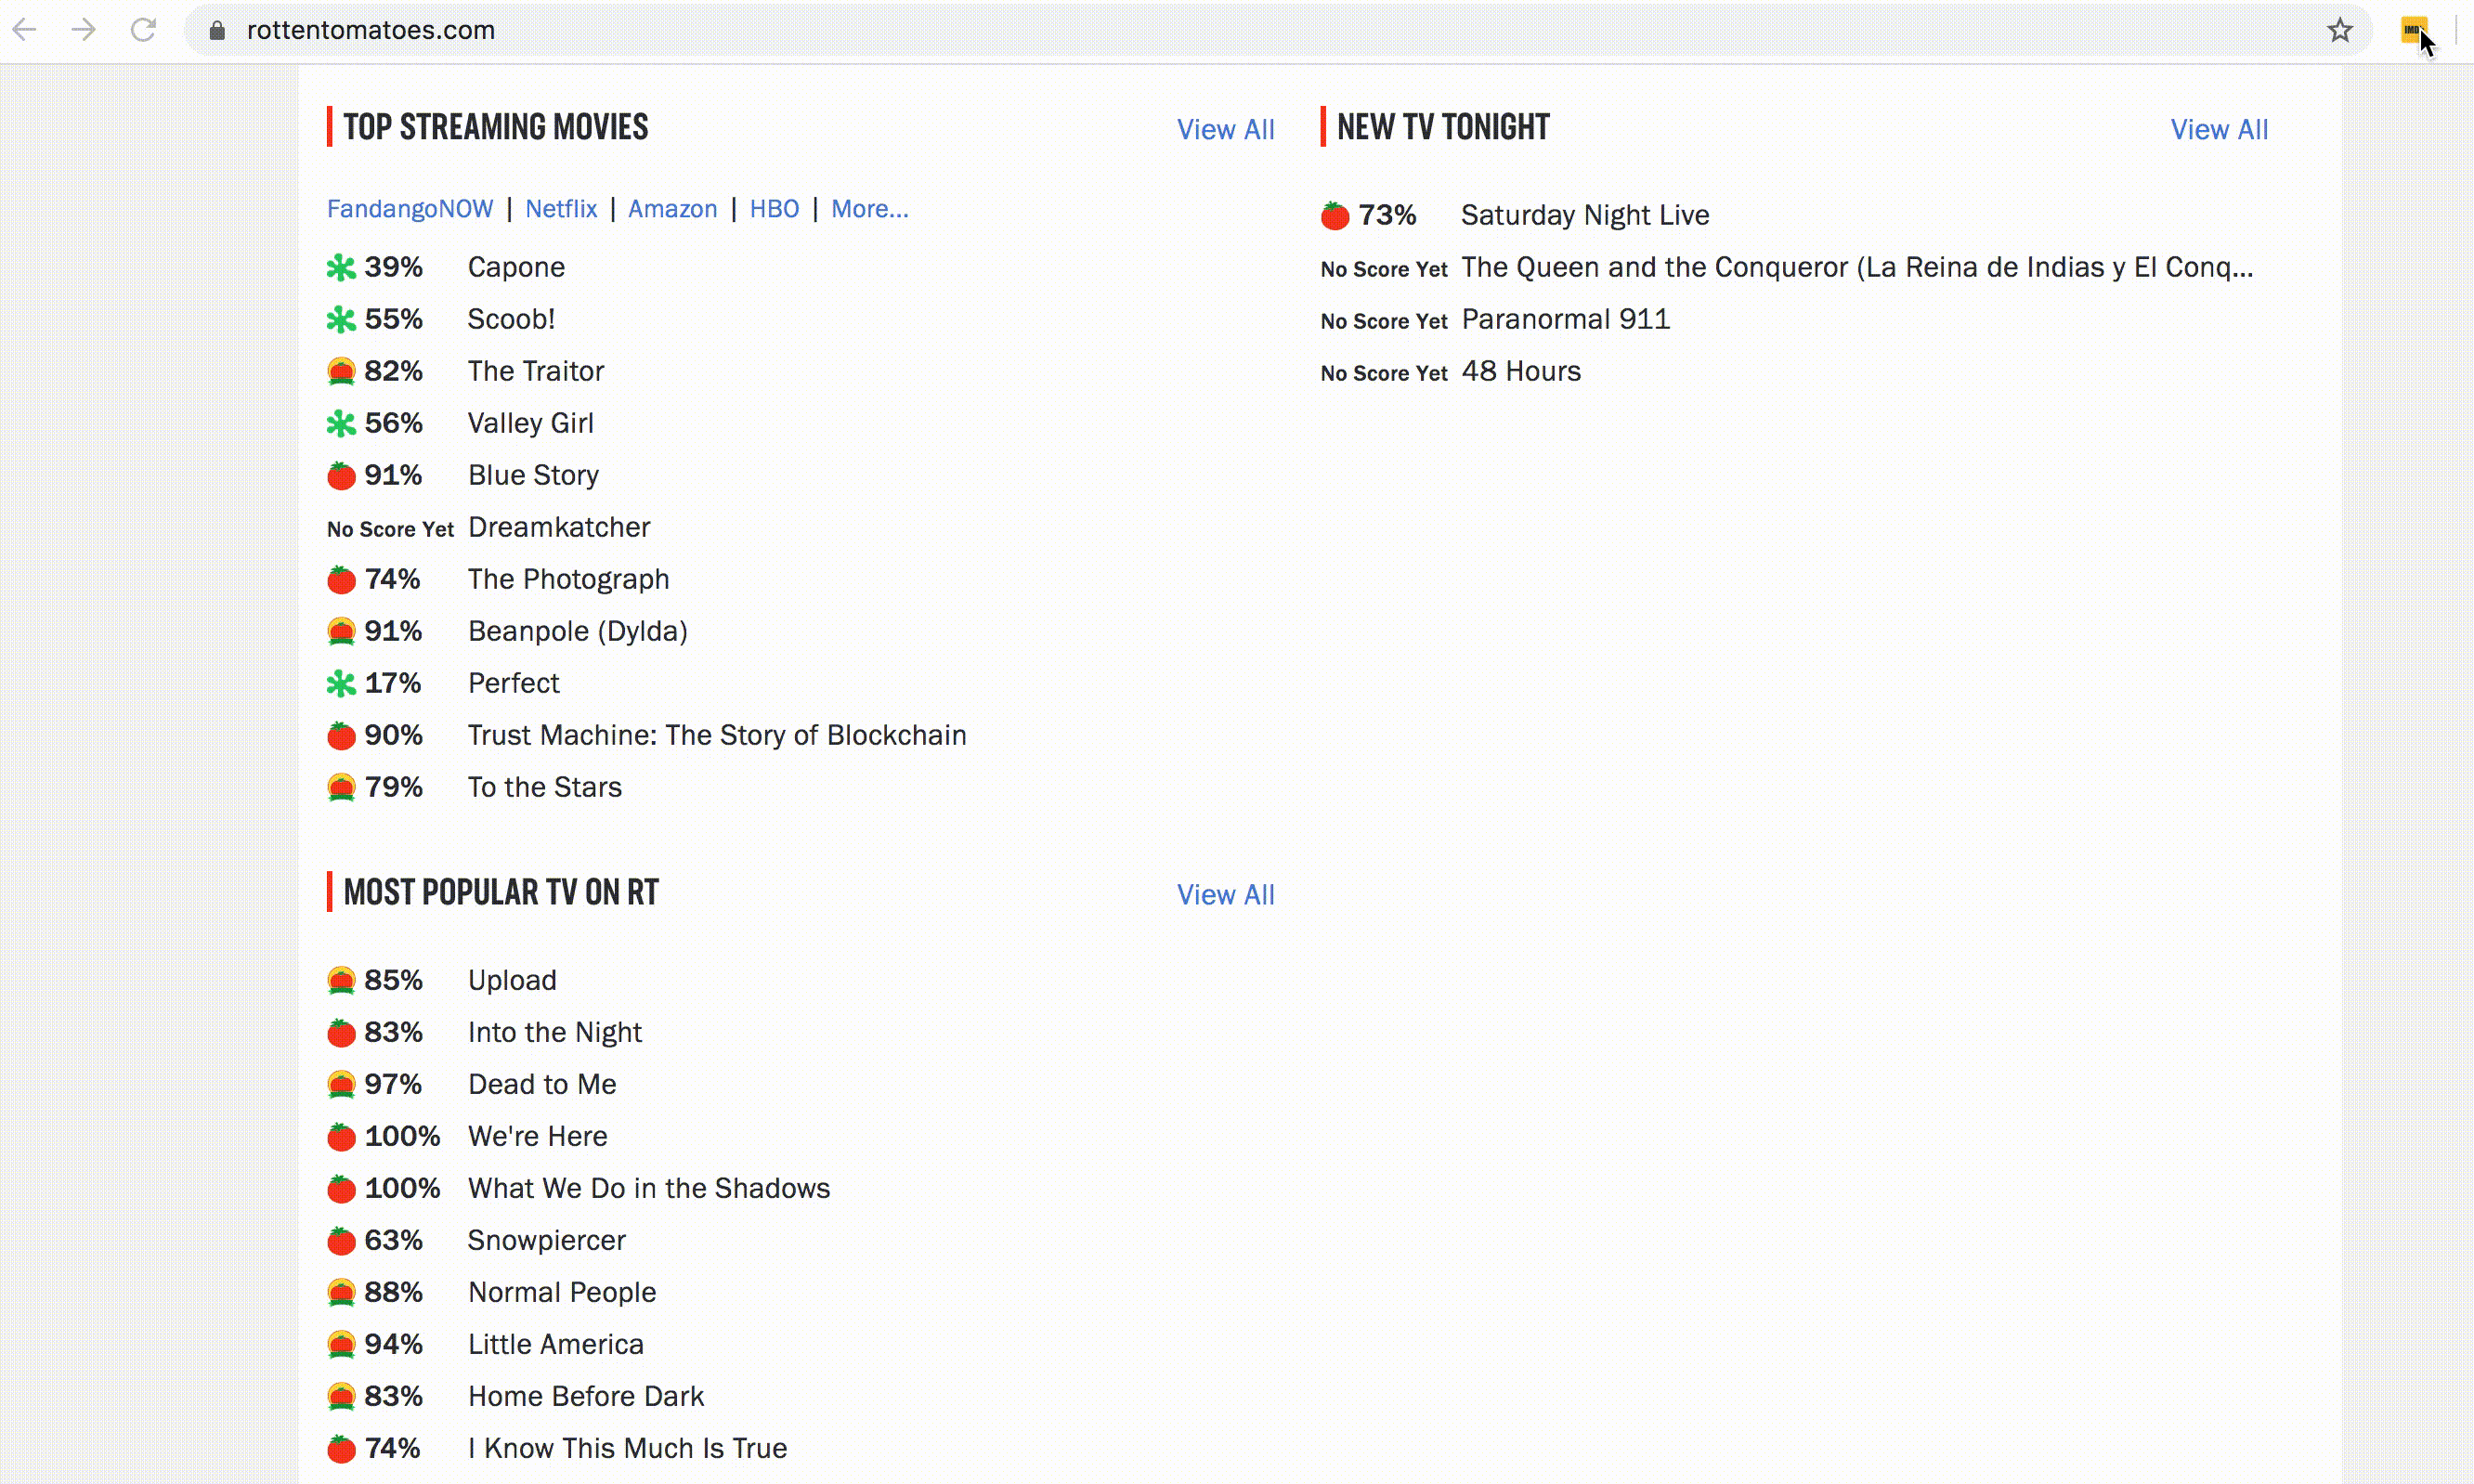 rottentomatoes.com
TOP STREAMING MOVIES
View All
FandangoNOW | Netflix | Amazon | HBO | More...
39% Capone
55% Scoob!
82% The Traitor
56% Valley Girl
91% Blue Story
No Score Yet Dreamkatcher
74% The Photograph
91% Beanpole (Dylda)
17% Perfect
90% Trust Machine: The Story of Blockchain
79% To the Stars
NEW TV TONIGHT
View All
73% Saturday Night Live
No Score Yet The Queen and the Conqueror (La Reina de Indias y El Conq...
No Score Yet Paranormal 911
No Score Yet 48 Hours
MOST POPULAR TV ON RT
View All
85% Upload
83% Into the Night
97% Dead to Me
100% We're Here
100% What We Do in the Shadows
63% Snowpiercer
88% Normal People
94% Little America
83% Home Before Dark
74% I Know This Much Is True